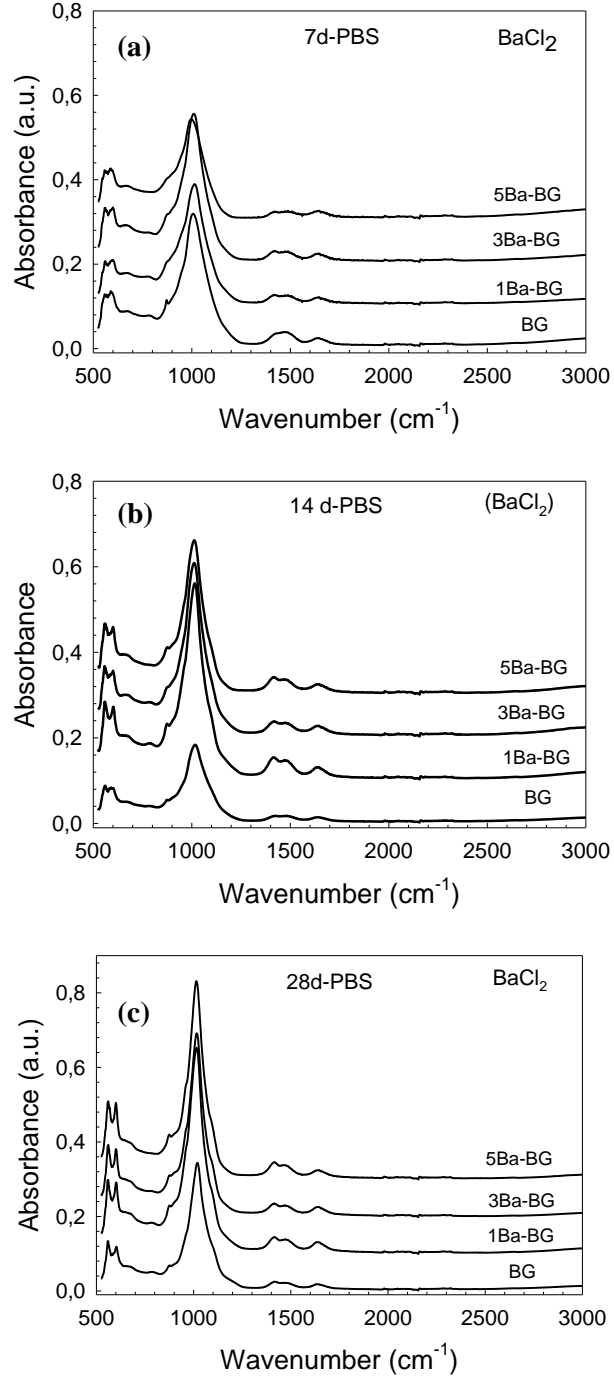 (a) 7d-PBS BaCl₂
0,8
0,6
0,4
0,2
0,0
Absorbance (a.u.)
5Ba-BG
3Ba-BG
1Ba-BG
BG
500 1000 1500 2000 2500 3000
Wavenumber (cm⁻¹)
(b) 14 d-PBS (BaCl₂)
0,8
0,6
0,4
0,2
0,0
Absorbance
5Ba-BG
3Ba-BG
1Ba-BG
BG
500 1000 1500 2000 2500 3000
Wavenumber (cm⁻¹)
(c) 28d-PBS BaCl₂
0,8
0,6
0,4
0,2
0,0
Absorbance (a.u.)
5Ba-BG
3Ba-BG
1Ba-BG
BG
500 1000 1500 2000 2500 3000
Wavenumber (cm⁻¹)